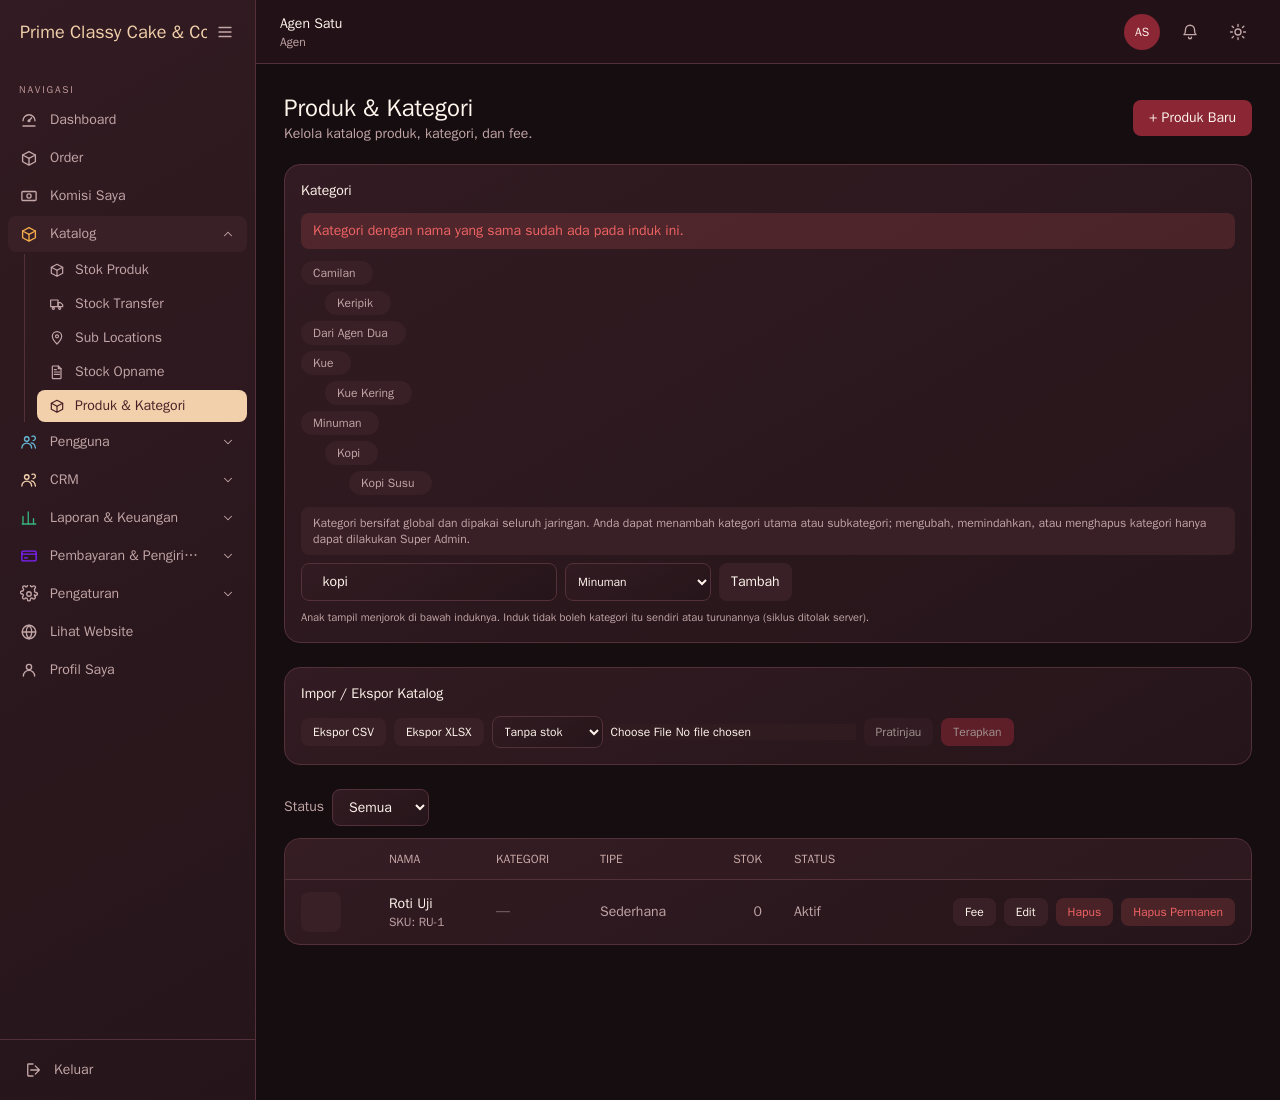 Prime Classy Cake & Co
Agen Satu
Agen
AS
NAVIGASI
Dashboard
Order
Komisi Saya
Katalog
Stok Produk
Stock Transfer
Sub Locations
Stock Opname
Produk & Kategori
Pengguna
CRM
Laporan & Keuangan
Pembayaran & Pengiri…
Pengaturan
Lihat Website
Profil Saya
Keluar
Produk & Kategori
Kelola katalog produk, kategori, dan fee.
+ Produk Baru
Kategori
Kategori dengan nama yang sama sudah ada pada induk ini.
Camilan
Keripik
Dari Agen Dua
Kue
Kue Kering
Minuman
Kopi
Kopi Susu
Kategori bersifat global dan dipakai seluruh jaringan. Anda dapat menambah kategori utama atau subkategori; mengubah, memindahkan, atau menghapus kategori hanya
dapat dilakukan Super Admin.
kopi Minuman Tambah
Anak tampil menjorok di bawah induknya. Induk tidak boleh kategori itu sendiri atau turunannya (siklus ditolak server).
Impor / Ekspor Katalog
Ekspor CSV Ekspor XLSX Tanpa stok Choose File No file chosen Pratinjau Terapkan
Status Semua
NAMA KATEGORI TIPE STOK STATUS
Roti Uji
SKU: RU-1
— Sederhana 0 Aktif Fee Edit Hapus Hapus Permanen